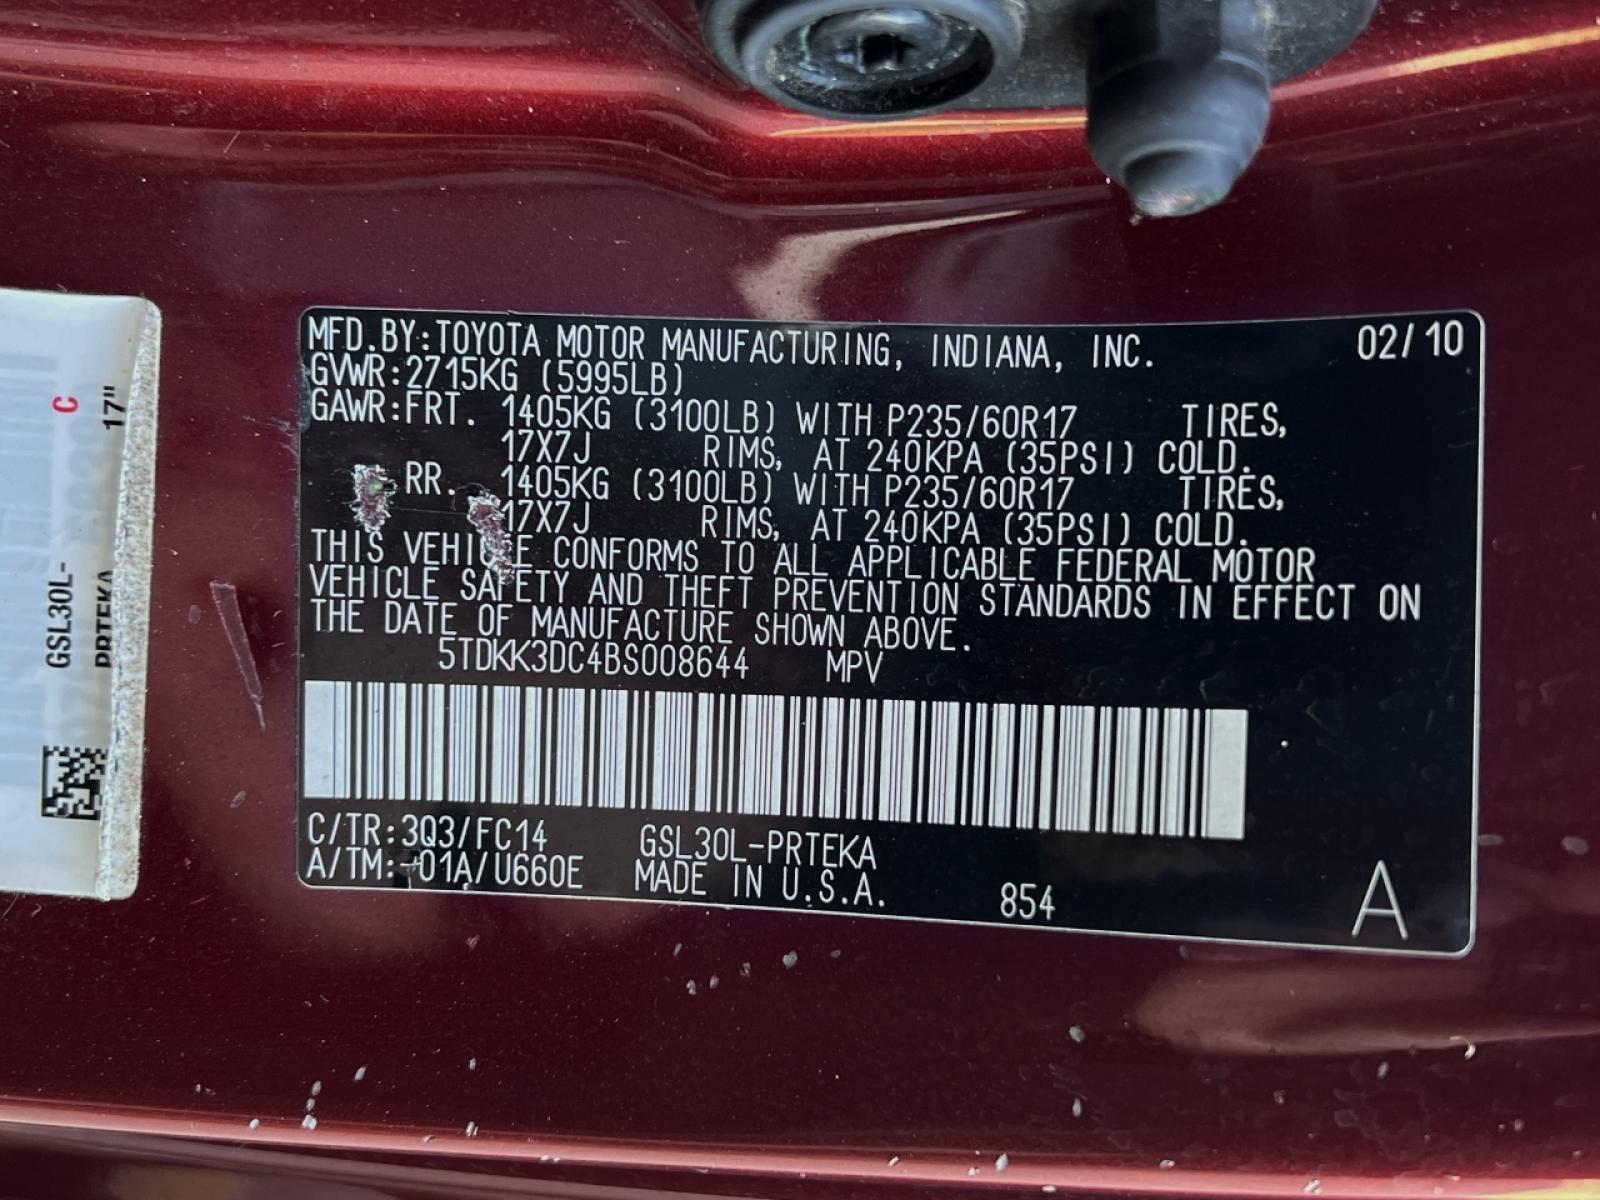 MFD.BY:TOYOTA MOTOR MANUFACTURING, INDIANA, INC. 02/10
GVWR:2715KG (5995LB)
GAWR:FRT. 1405KG (3100LB) WITH P235/60R17 TIRES,
17X7J RIMS, AT 240KPA (35PSI) COLD.
RR. 1405KG (3100LB) WITH P235/60R17 TIRES,
17X7J RIMS, AT 240KPA (35PSI) COLD.
THIS VEHICLE CONFORMS TO ALL APPLICABLE FEDERAL MOTOR
VEHICLE SAFETY AND THEFT PREVENTION STANDARDS IN EFFECT ON
THE DATE OF MANUFACTURE SHOWN ABOVE.
5TDKK3DC4BS008644 MPV
C/TR:3Q3/FC14 GSL30L-PRTEKA
A/TM:-01A/U660E MADE IN U.S.A. 854 A
C
17"
GSL30L-
PRTEKA